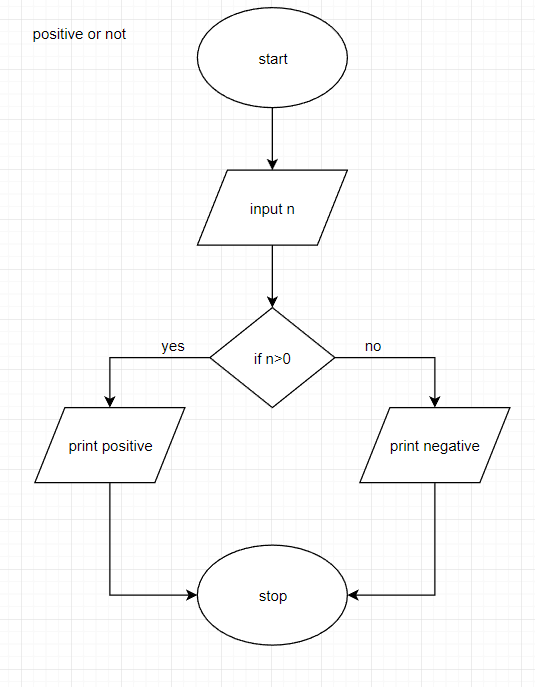 positive or not
start
input n
if n>0
yes
no
print positive
print negative
stop